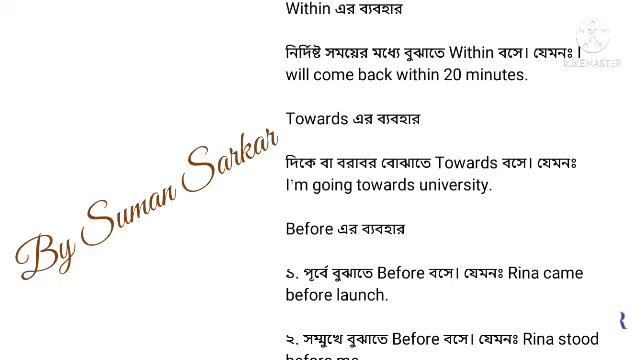 Within এর ব্যবহার
নির্দিষ্ট সময়ের মধ্যে বুঝাতে Within বসে। যেমনঃ I
will come back within 20 minutes.
Towards এর ব্যবহার
দিকে বা বরাবর বোঝাতে Towards বসে। যেমনঃ
I'm going towards university.
Before এর ব্যবহার
১. পূর্বে বুঝাতে Before বসে। যেমনঃ Rina came
before launch.
২. সম্মুখে বুঝাতে Before বসে। যেমনঃ Rina stood
before me.
By Suman Sarkar
KINEMASTER